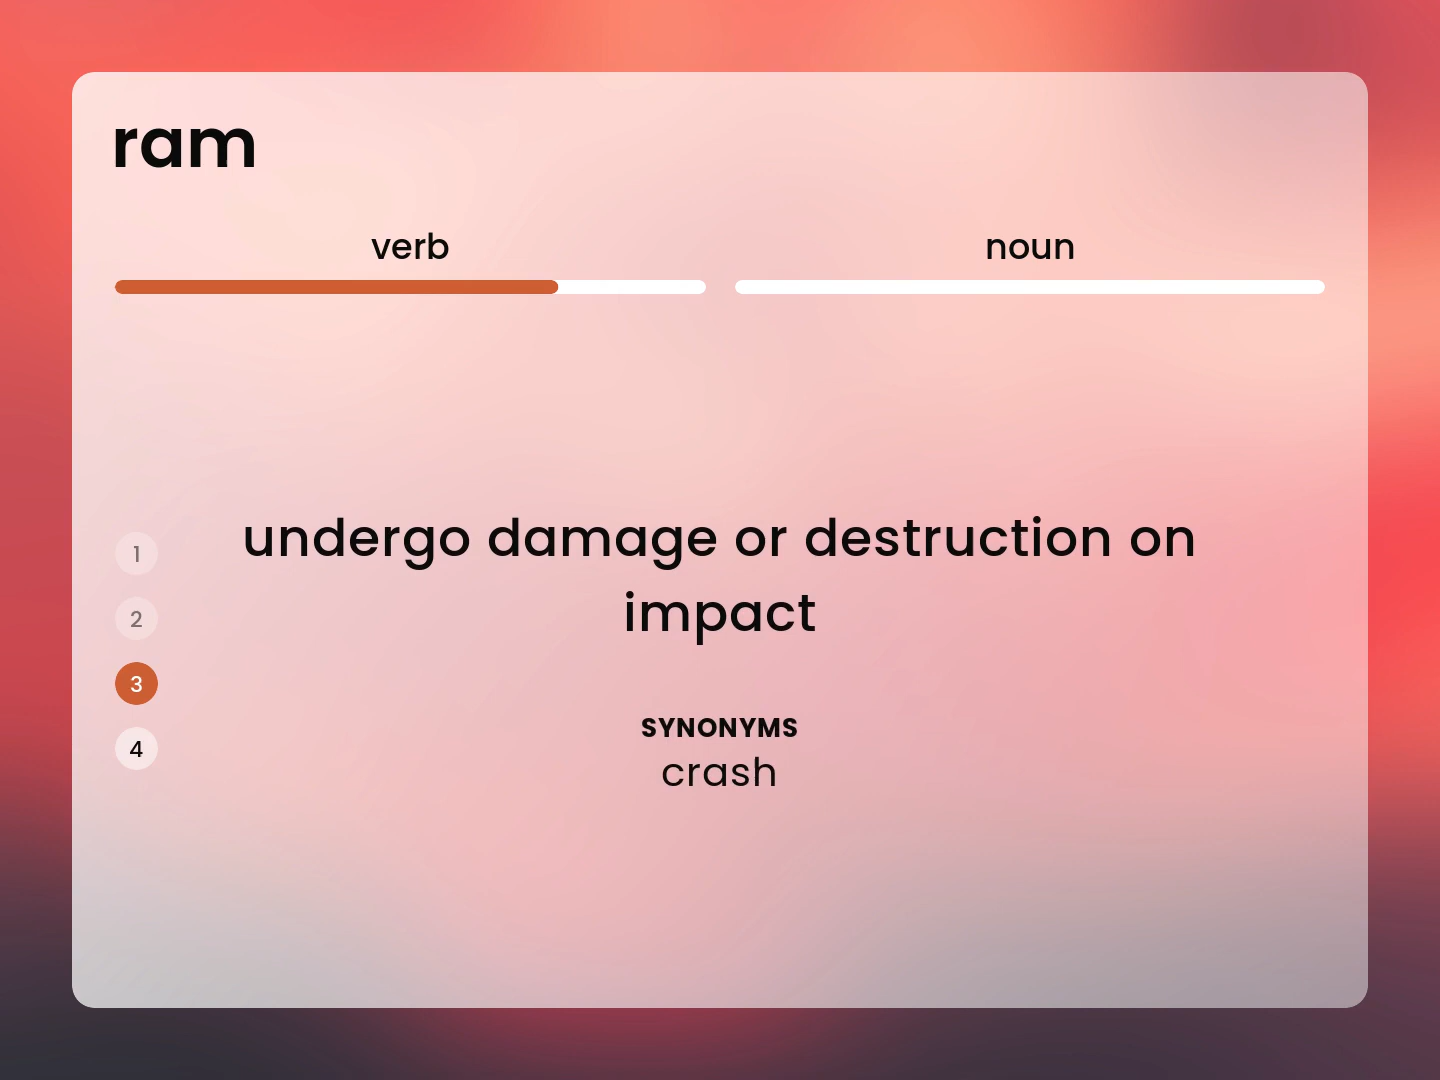 ram
verb
noun
undergo damage or destruction on
impact
1
2
3
4
SYNONYMS
crash